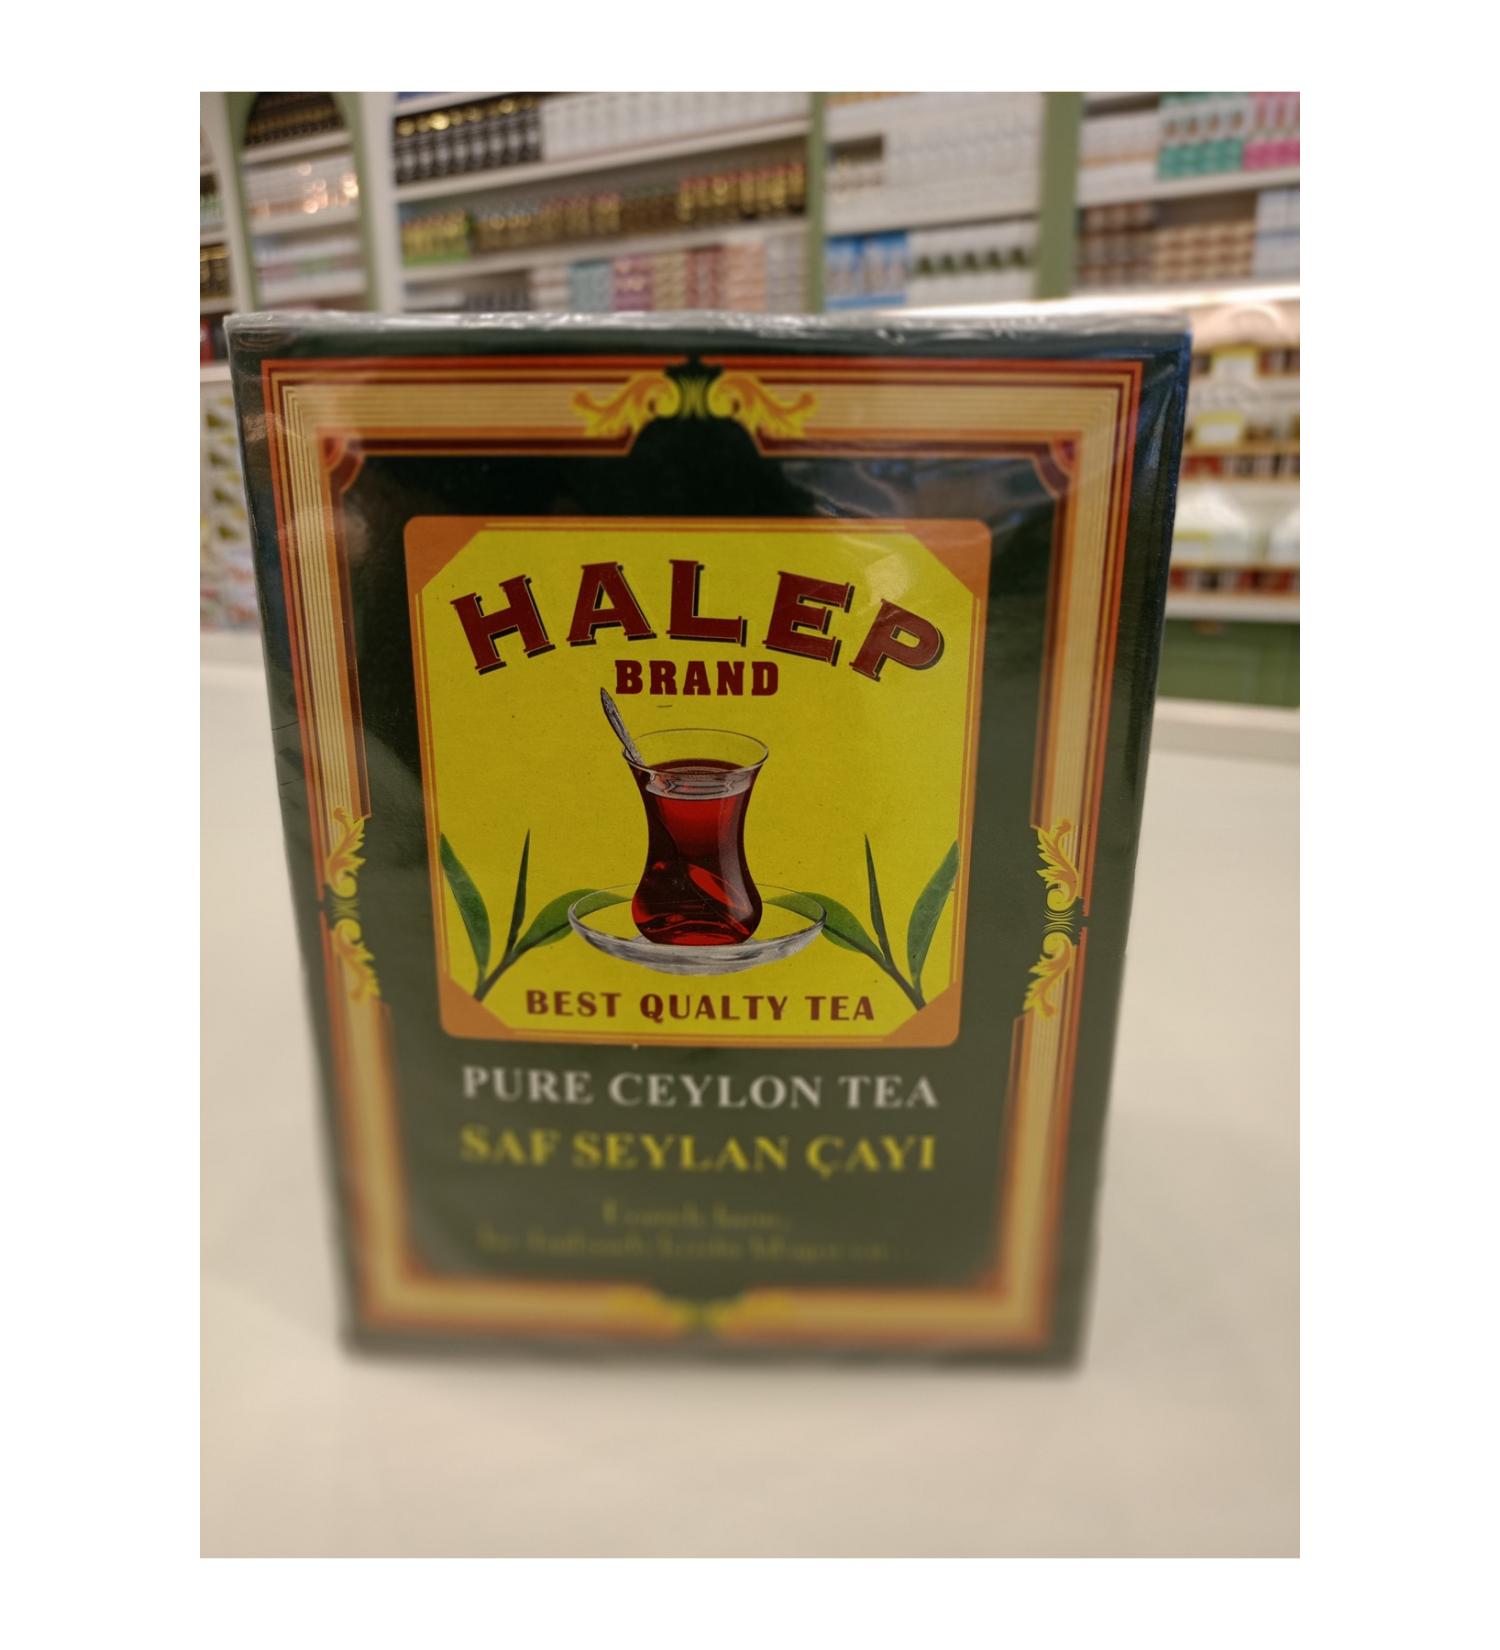 HALEP
BRAND
BEST QUALTY TEA
PURE CEYLON TEA
SAF SEYLAN ÇAYI